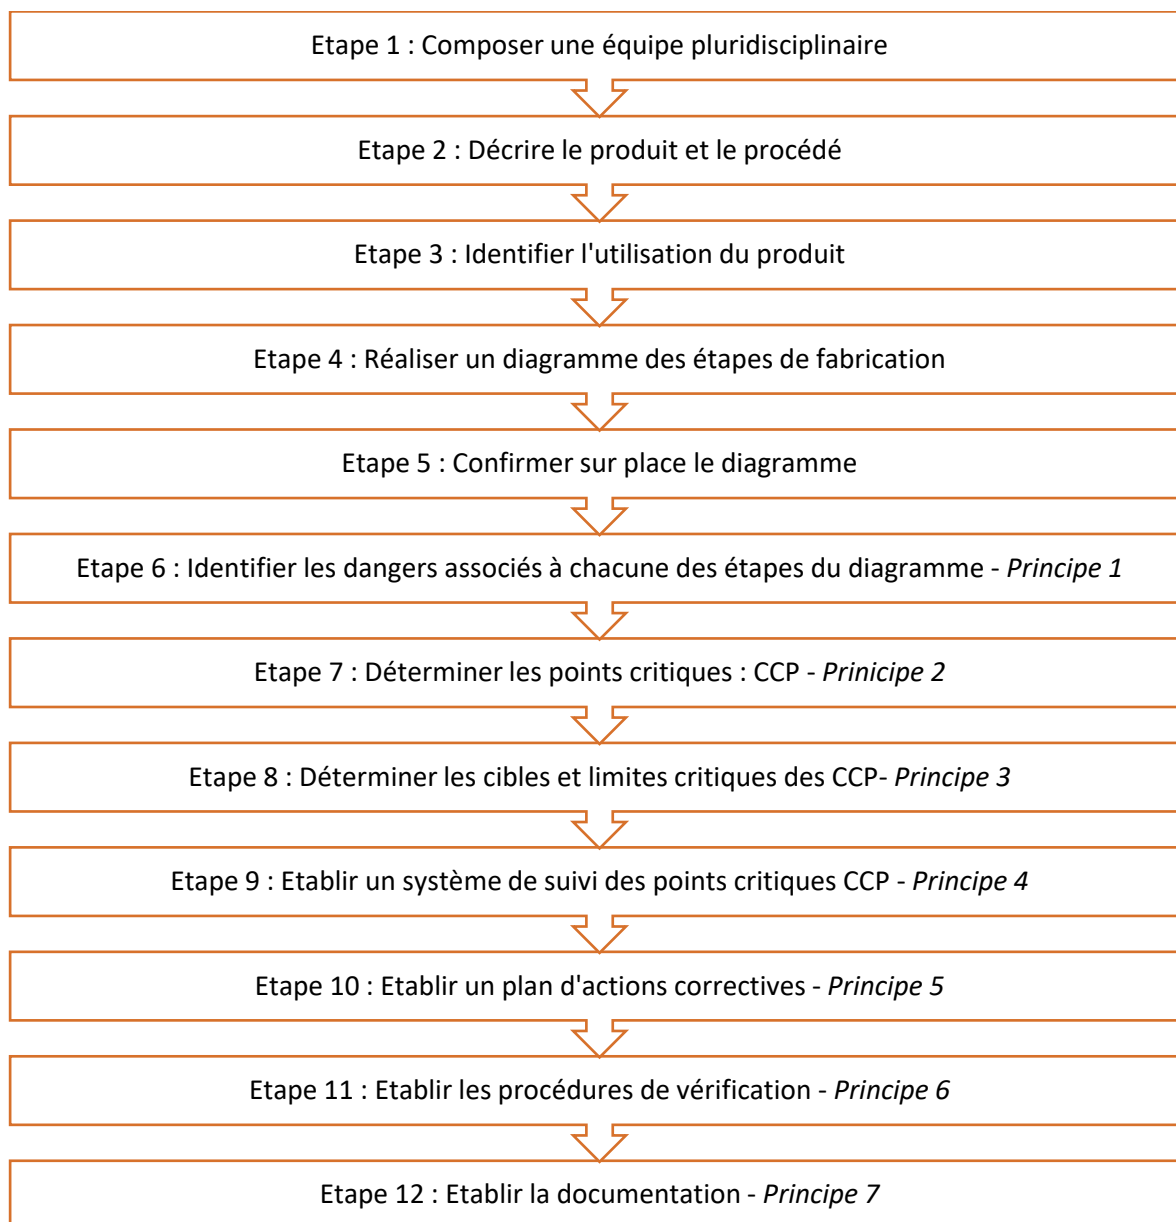 Etape 1 : Composer une équipe pluridisciplinaire
Etape 2 : Décrire le produit et le procédé
Etape 3 : Identifier l'utilisation du produit
Etape 4 : Réaliser un diagramme des étapes de fabrication
Etape 5 : Confirmer sur place le diagramme
Etape 6 : Identifier les dangers associés à chacune des étapes du diagramme - Principe 1
Etape 7 : Déterminer les points critiques : CCP - Prinicipe 2
Etape 8 : Déterminer les cibles et limites critiques des CCP- Principe 3
Etape 9 : Etablir un système de suivi des points critiques CCP - Principe 4
Etape 10 : Etablir un plan d'actions correctives - Principe 5
Etape 11 : Etablir les procédures de vérification - Principe 6
Etape 12 : Etablir la documentation - Principe 7